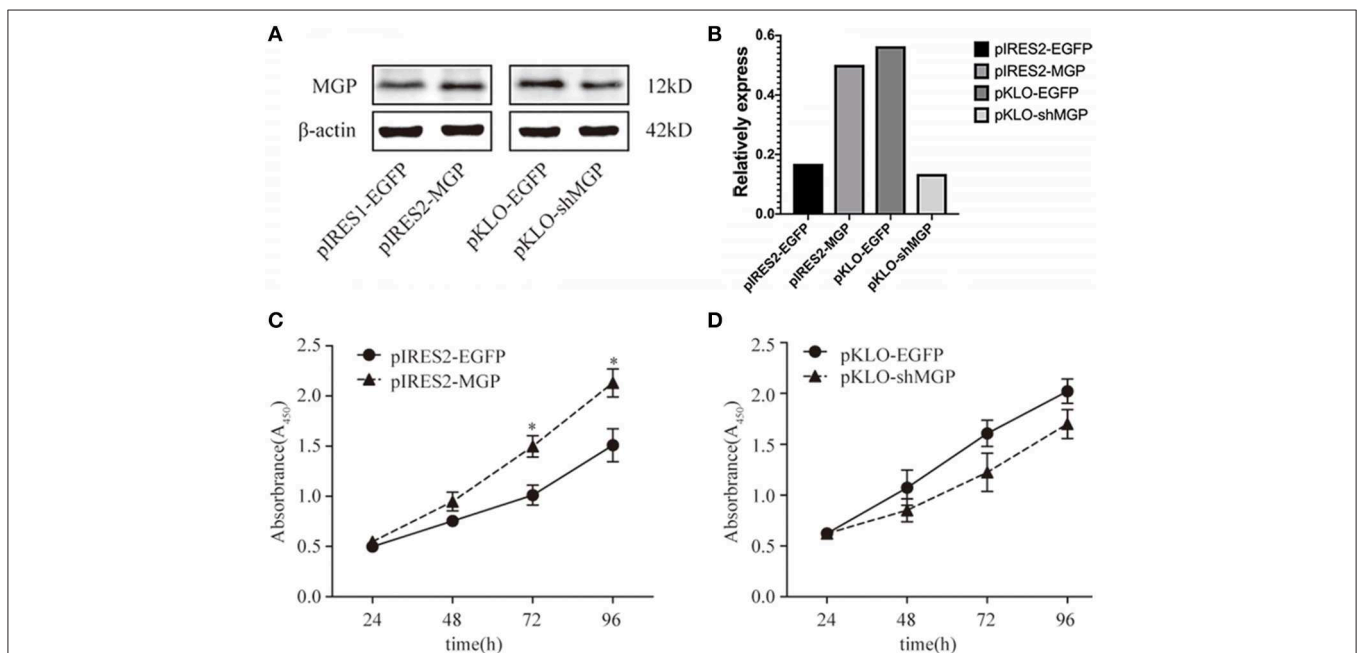 A
MGP
12kD
β-actin
42kD
pIRES1-EGFP
pIRES2-MGP
pKLO-EGFP
pKLO-shMGP
B
Relatively express
0.6
0.4
0.2
0.0
pIRES2-EGFP
pIRES2-MGP
pKLO-EGFP
pKLO-shMGP
pIRES2-EGFP
pIRES2-MGP
pKLO-EGFP
pKLO-shMGP
C
Absorbrance(A450)
2.5
2.0
1.5
1.0
0.5
0.0
pIRES2-EGFP
pIRES2-MGP
*
*
24 48 72 96
time(h)
D
Absorbrance(A450)
2.5
2.0
1.5
1.0
0.5
0.0
pKLO-EGFP
pKLO-shMGP
24 48 72 96
time(h)